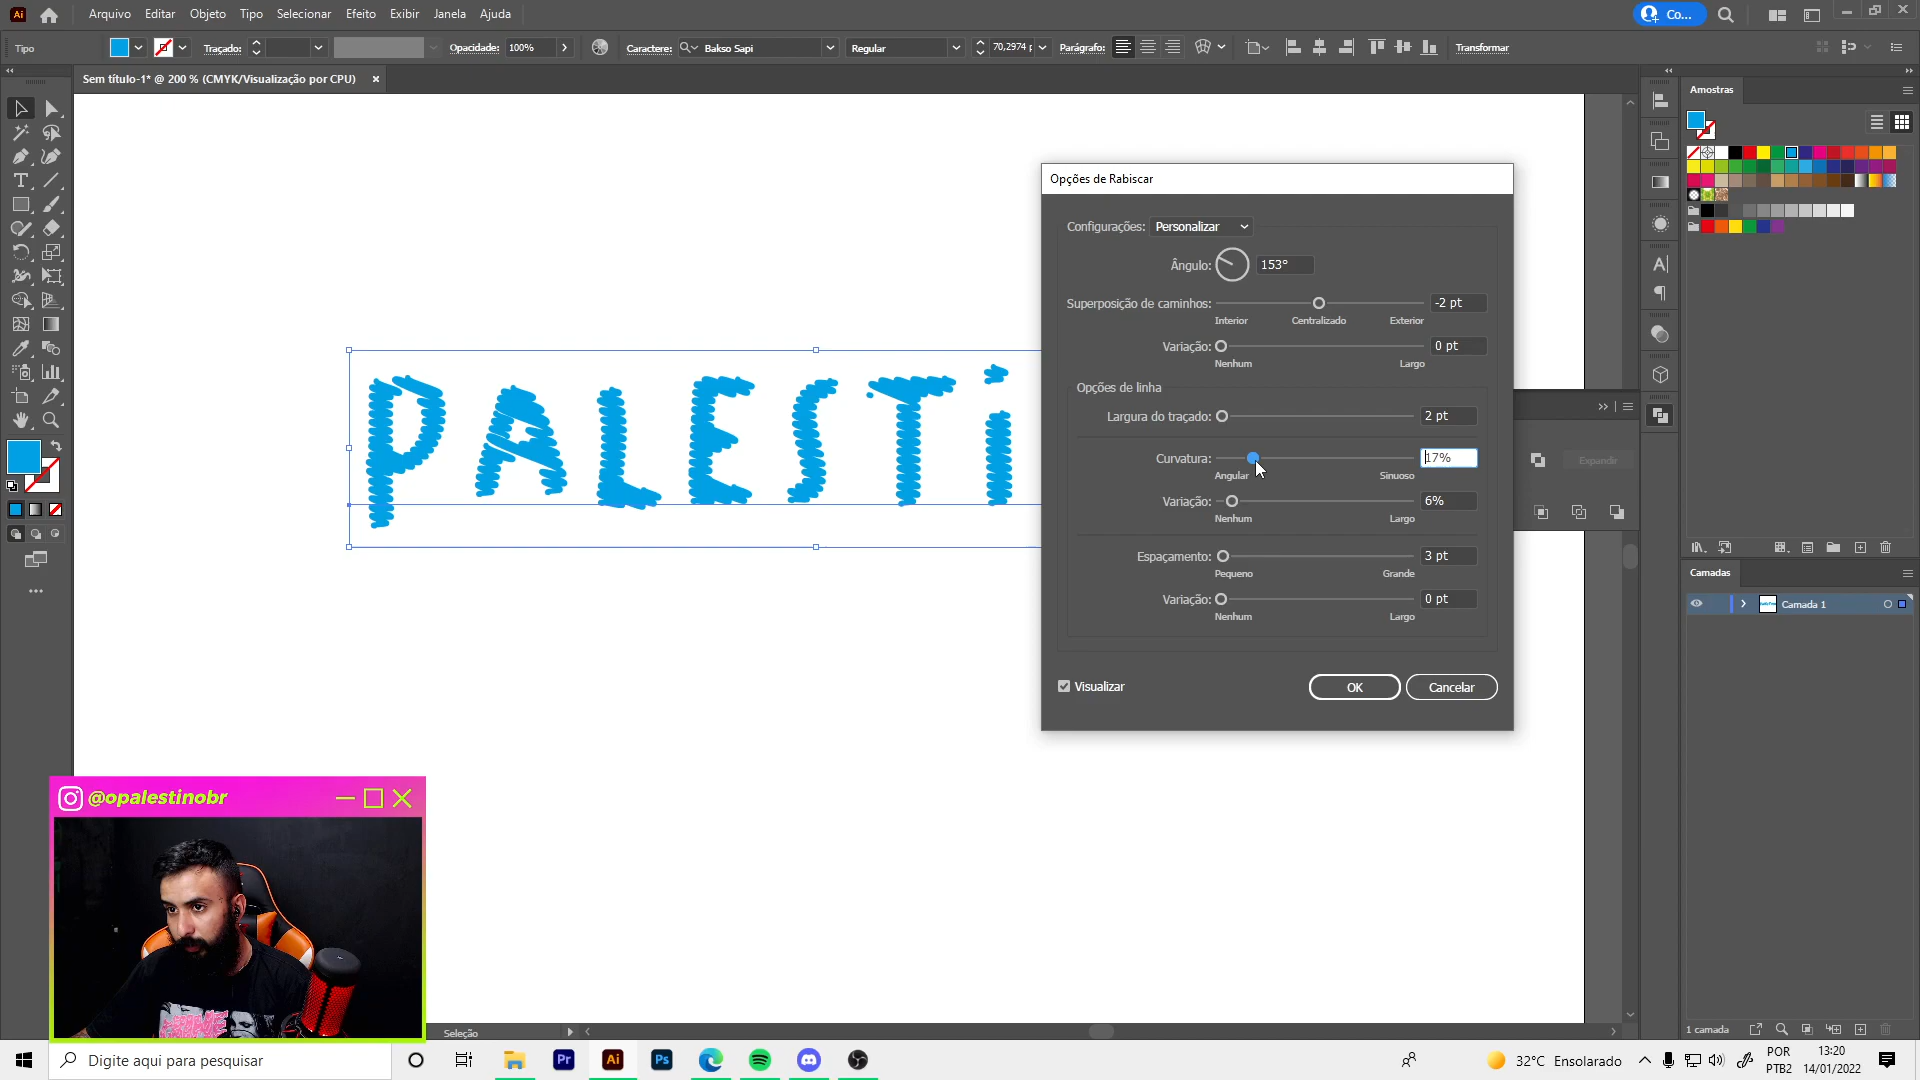 Ai
Arquivo Editar Objeto Tipo Selecionar Efeito Exibir Janela Ajuda
Co...
Tipo Traçado: Opacidade: 100% Caractere: Bakso Sapi Regular 70,2974 Parágrafo: Transformar
Sem título-1* @ 200 % (CMYK/Visualização por CPU)
Amostras
Opções de Rabiscar
Configurações: Personalizar
Ângulo: 153°
Superposição de caminhos: -2 pt
Interior Centralizado Exterior
Variação: 0 pt
Nenhum Largo
Opções de linha
Largura do traçado: 2 pt
Curvatura: 17%
Angular Sinuoso
Variação: 6%
Nenhum Largo
Espaçamento: 3 pt
Pequeno Grande
Variação: 0 pt
Nenhum Largo
Visualizar OK Cancelar
PALESTi
Expandir
Camadas
Camada 1
@opalestinobr
Seleção
1 camada
Digite aqui para pesquisar
Pr Ai Ps
32°C Ensolarado
POR
PTB2
13:20
14/01/2022